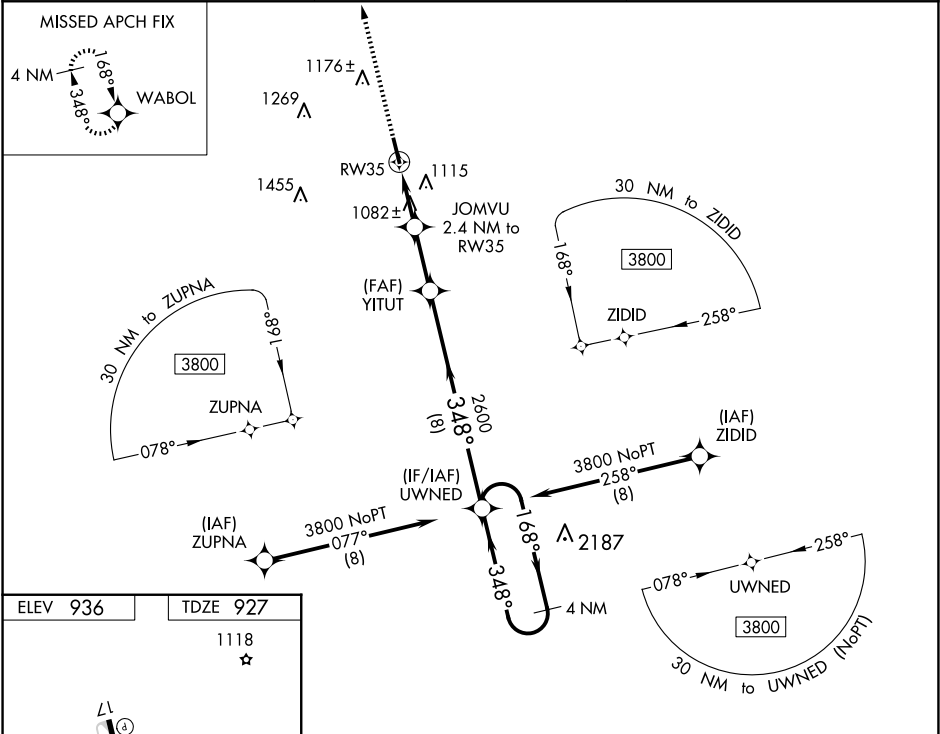 MISSED APCH FIX
4 NM
168°
348°
WABOL
1176±
1269
1455
RW35
1115
1082±
JOMVU
2.4 NM to
RW35
(FAF)
YITUT
30 NM to ZIDID
168°
3800
ZIDID
258°
30 NM to ZUPNA
168°
3800
ZUPNA
078°
2600
348°
(8)
(IF/IAF)
UWNED
(IAF)
ZIDID
3800 NoPT
258°
(8)
(IAF)
ZUPNA
3800 NoPT
077°
(8)
168°
348°
4 NM
2187
078°
258°
UWNED
3800
30 NM to UWNED (NoPT)
ELEV 936
TDZE 927
1118
17
P